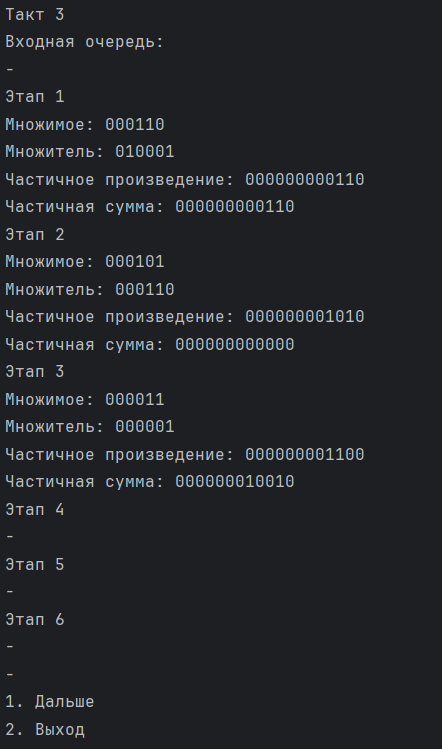 Такт 3
Входная очередь:
-
Этап 1
Множимое: 000110
Множитель: 010001
Частичное произведение: 000000000110
Частичная сумма: 000000000110
Этап 2
Множимое: 000101
Множитель: 000110
Частичное произведение: 000000001010
Частичная сумма: 000000000000
Этап 3
Множимое: 000011
Множитель: 000001
Частичное произведение: 000000001100
Частичная сумма: 000000010010
Этап 4
-
Этап 5
-
Этап 6
-
-
1. Дальше
2. Выход